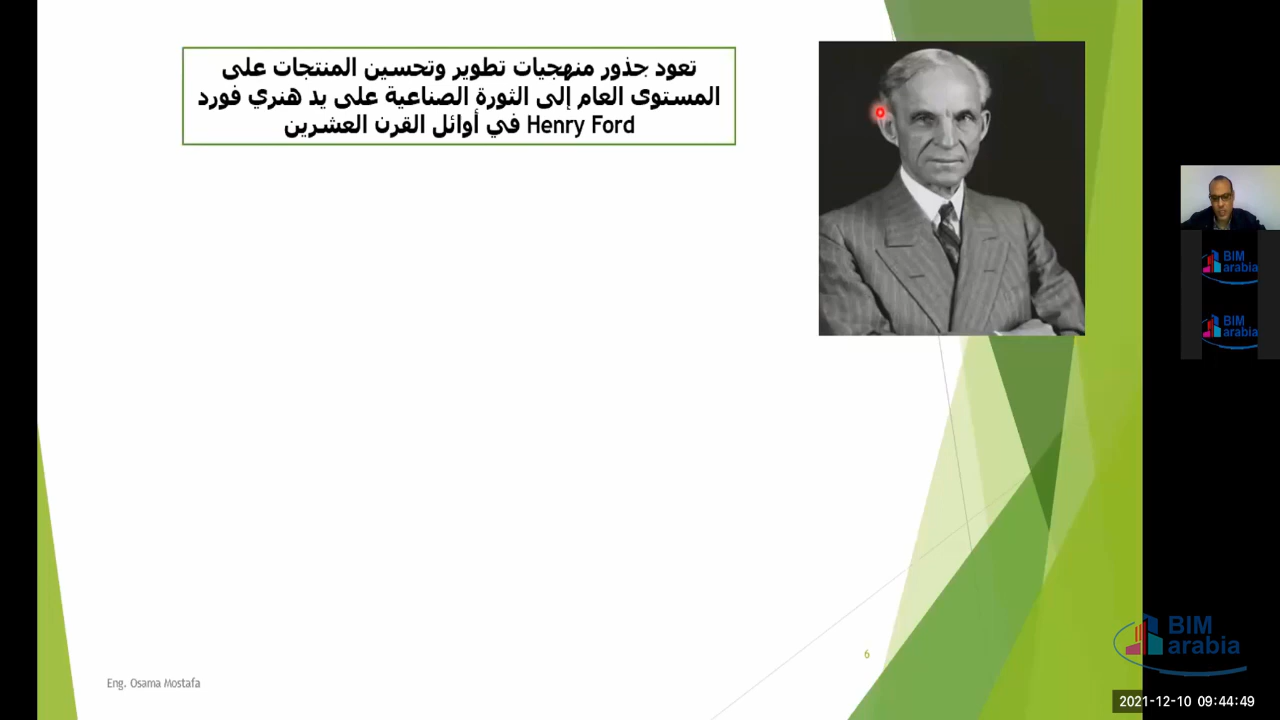 تعود جذور منهجيات تطوير وتحسين المنتجات على
المستوى العام إلى الثورة الصناعية على يد هنري فورد
Henry Ford في أوائل القرن العشرين
BIM
arabia
BIM
arabia
6
BIM
arabia
Eng. Osama Mostafa
2021-12-10 09:44:49